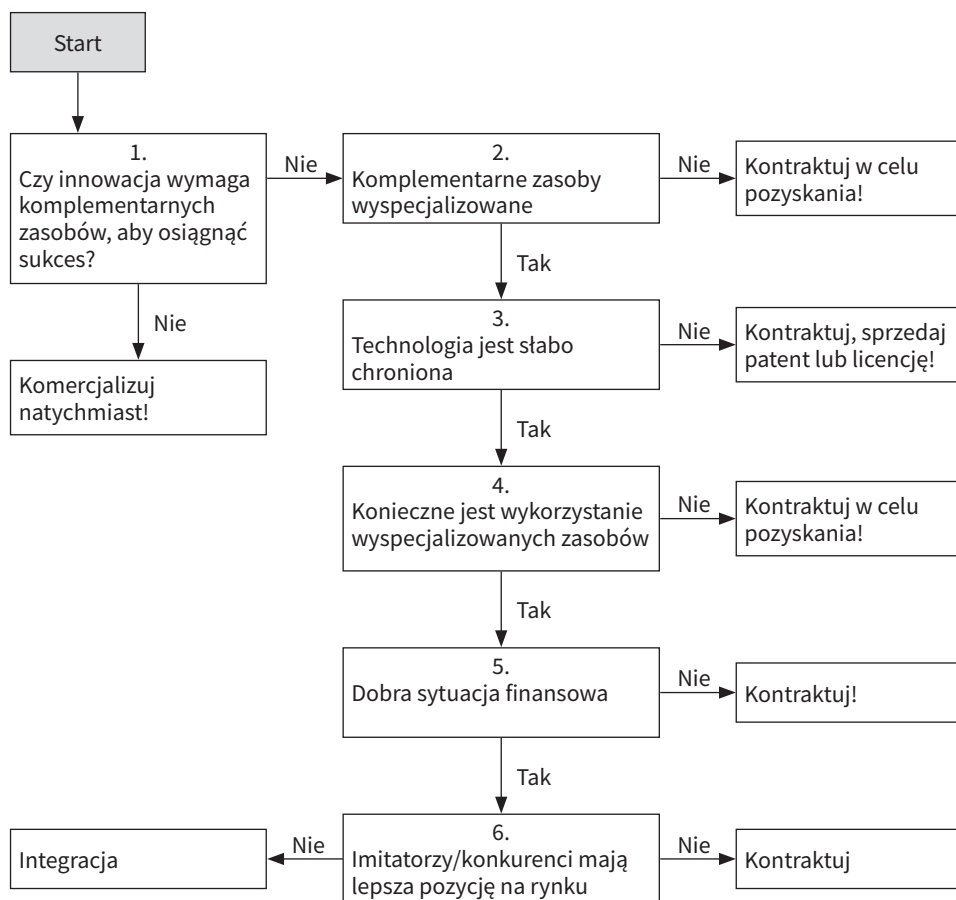 Start
1.
Czy innowacja wymaga
komplementarnych
zasobów, aby osiągnąć
sukces?
Nie
2.
Komplementarne zasoby
wyspecjalizowane
Nie
Kontraktuj w celu
pozyskania!
Nie
Tak
Komercjalizuj
natychmiast!
3.
Technologia jest słabo
chroniona
Nie
Kontraktuj, sprzedaj
patent lub licencję!
Tak
4.
Konieczne jest wykorzystanie
wyspecjalizowanych zasobów
Nie
Kontraktuj w celu
pozyskania!
Tak
5.
Dobra sytuacja finansowa
Nie
Kontraktuj!
Tak
Integracja
Nie
6.
Imitatorzy/konkurenci mają
lepsza pozycję na rynku
Nie
Kontraktuj